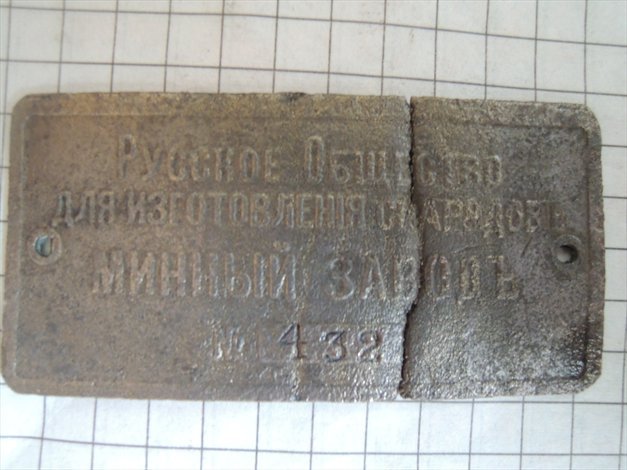 Русское Общество
для изготовленія снарядовъ
минный заводъ
№ 432